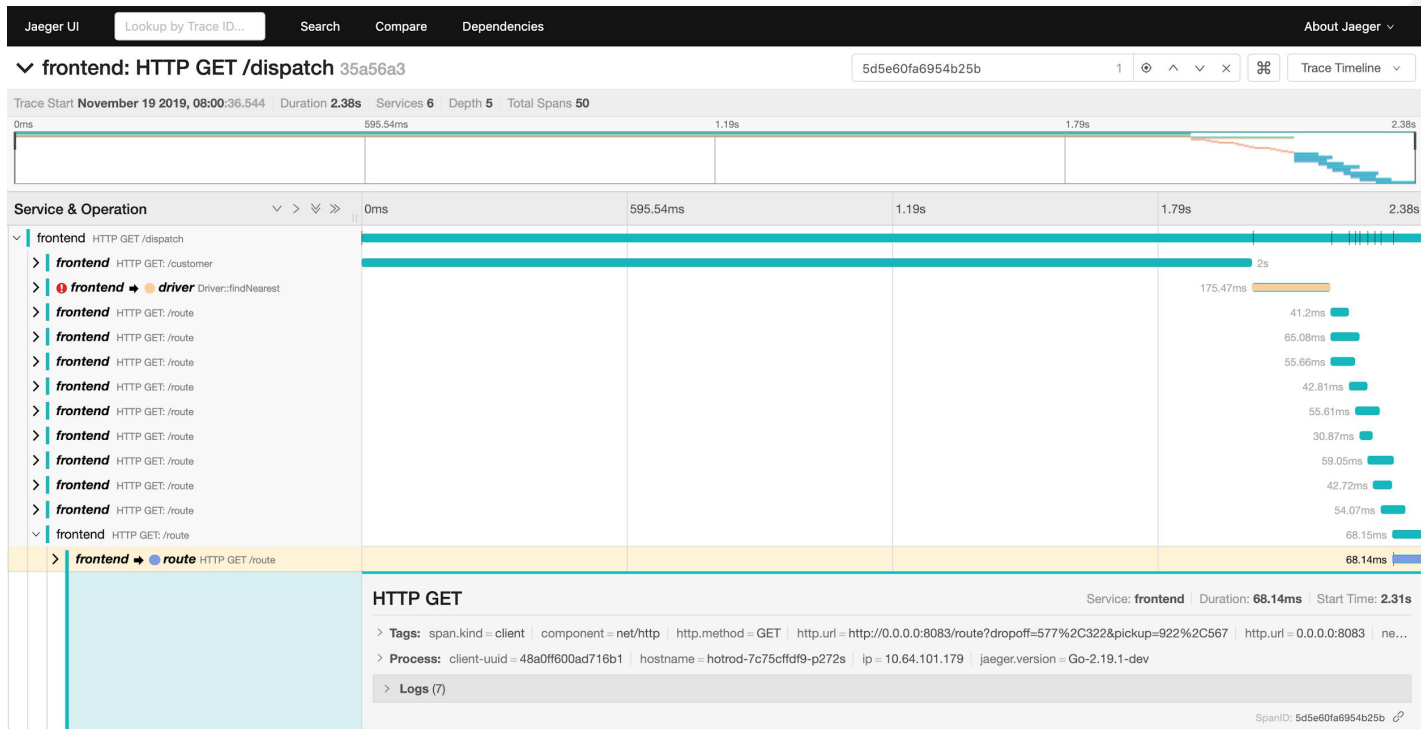 Jaeger UI Lookup by Trace ID... Search Compare Dependencies About Jaeger
frontend: HTTP GET /dispatch 35a56a3 5d5e60fa6954b25b 1 ⌘ Trace Timeline
Trace Start November 19 2019, 08:00:36.544 Duration 2.38s Services 6 Depth 5 Total Spans 50
0ms 595.54ms 1.19s 1.79s 2.38s
Service & Operation 0ms 595.54ms 1.19s 1.79s 2.38s
frontend HTTP GET /dispatch
frontend HTTP GET: /customer 2s
frontend → driver Driver::findNearest 175.47ms
frontend HTTP GET: /route 41.2ms
frontend HTTP GET: /route 65.08ms
frontend HTTP GET: /route 55.66ms
frontend HTTP GET: /route 42.81ms
frontend HTTP GET: /route 55.61ms
frontend HTTP GET: /route 30.87ms
frontend HTTP GET: /route 59.05ms
frontend HTTP GET: /route 42.72ms
frontend HTTP GET: /route 54.07ms
frontend HTTP GET: /route 68.15ms
frontend → route HTTP GET /route 68.14ms
HTTP GET Service: frontend Duration: 68.14ms Start Time: 2.31s
> Tags: span.kind = client component = net/http http.method = GET http.url = http://0.0.0.0:8083/route?dropoff=577%2C322&pickup=922%2C567 http.url = 0.0.0.0:8083 ne...
> Process: client-uuid = 48a0ff600ad716b1 hostname = hotrod-7c75cffdf9-p272s ip = 10.64.101.179 jaeger.version = Go-2.19.1-dev
> Logs (7)
SpanID: 5d5e60fa6954b25b